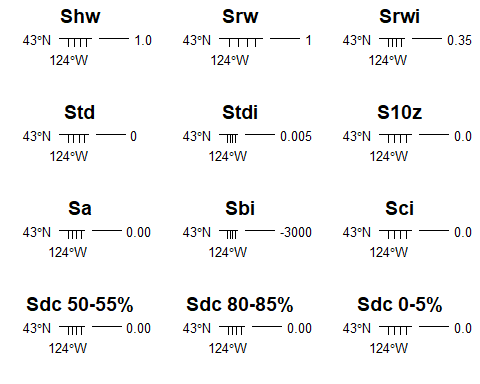 Shw Srw Srwi
43°N 1.0 43°N 1 43°N 0.35
124°W 124°W 124°W
Std Stdi S10z
43°N 0 43°N 0.005 43°N 0.0
124°W 124°W 124°W
Sa Sbi Sci
43°N 0.00 43°N -3000 43°N 0.0
124°W 124°W 124°W
Sdc 50-55% Sdc 80-85% Sdc 0-5%
43°N 0.00 43°N 0.00 43°N 0.0
124°W 124°W 124°W